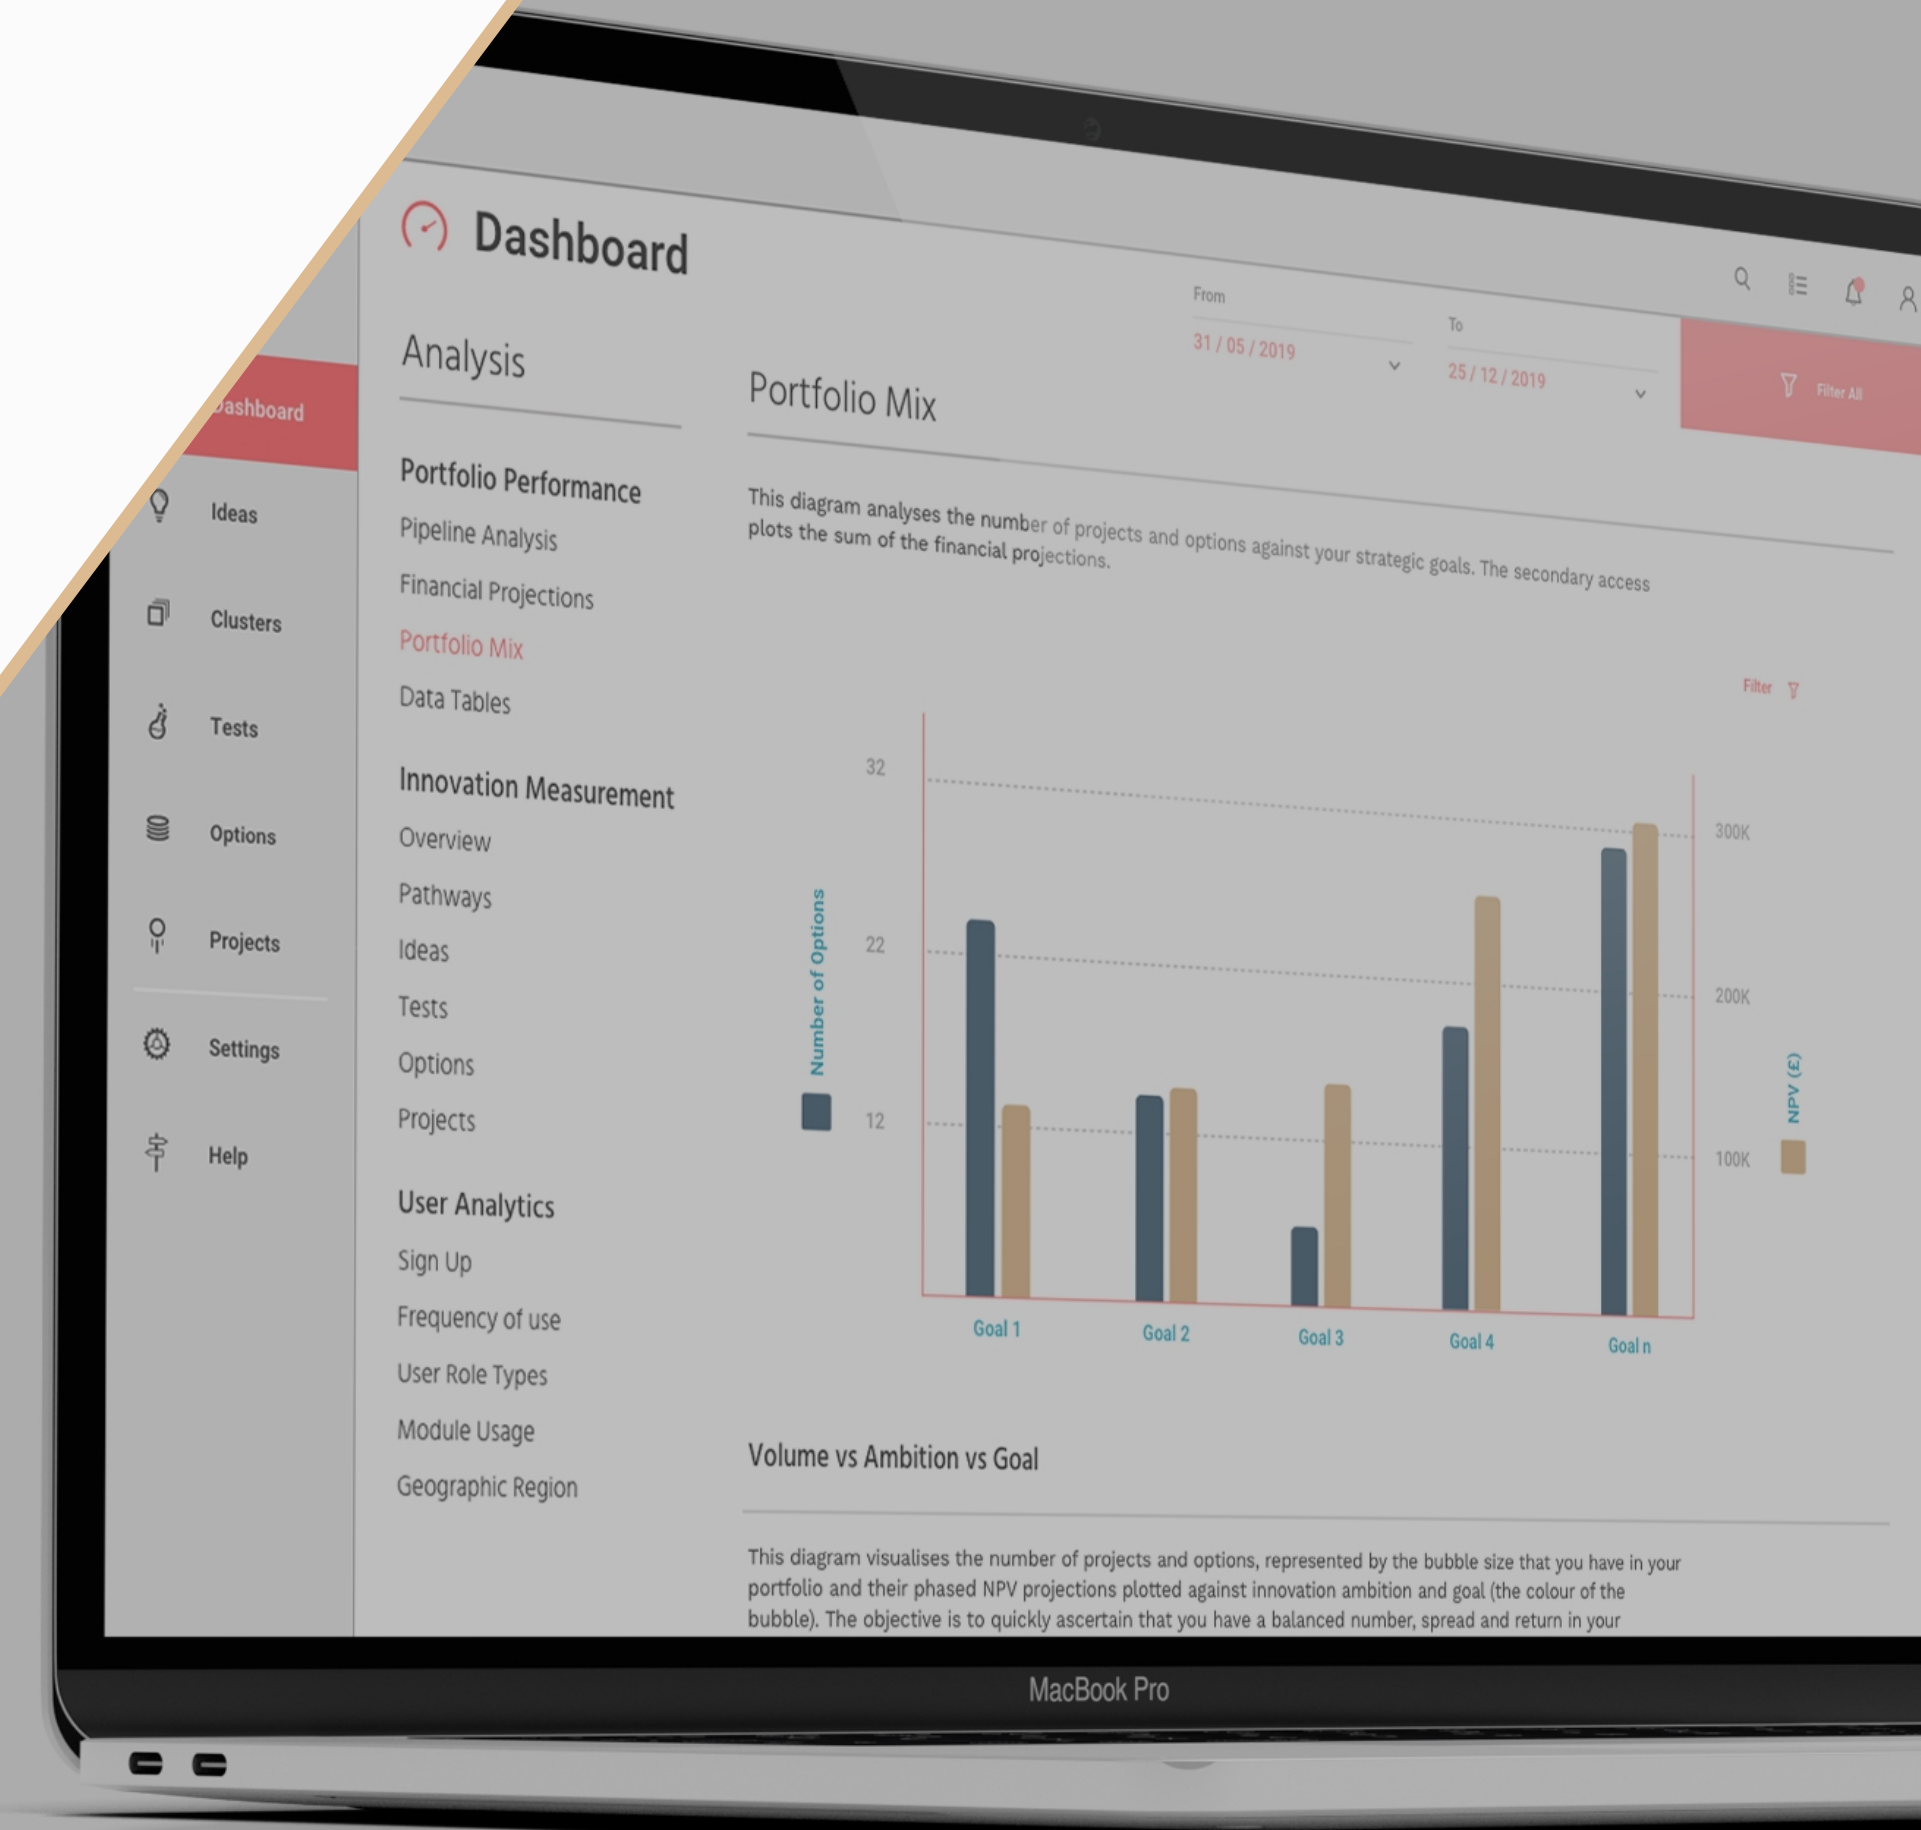 Dashboard
From
To
31 / 05 / 2019
25 / 12 / 2019
Filter All
Analysis
Portfolio Mix
Dashboard
Ideas
Clusters
Tests
Options
Projects
Settings
Help
Portfolio Performance
Pipeline Analysis
Financial Projections
Portfolio Mix
Data Tables
Innovation Measurement
Overview
Pathways
Ideas
Tests
Options
Projects
User Analytics
Sign Up
Frequency of use
User Role Types
Module Usage
Geographic Region
This diagram analyses the number of projects and options against your strategic goals. The secondary access
plots the sum of the financial projections.
Filter
32
22
12
Number of Options
300K
200K
100K
NPV (£)
Goal 1
Goal 2
Goal 3
Goal 4
Goal n
Volume vs Ambition vs Goal
This diagram visualises the number of projects and options, represented by the bubble size that you have in your
portfolio and their phased NPV projections plotted against innovation ambition and goal (the colour of the
bubble). The objective is to quickly ascertain that you have a balanced number, spread and return in your
MacBook Pro